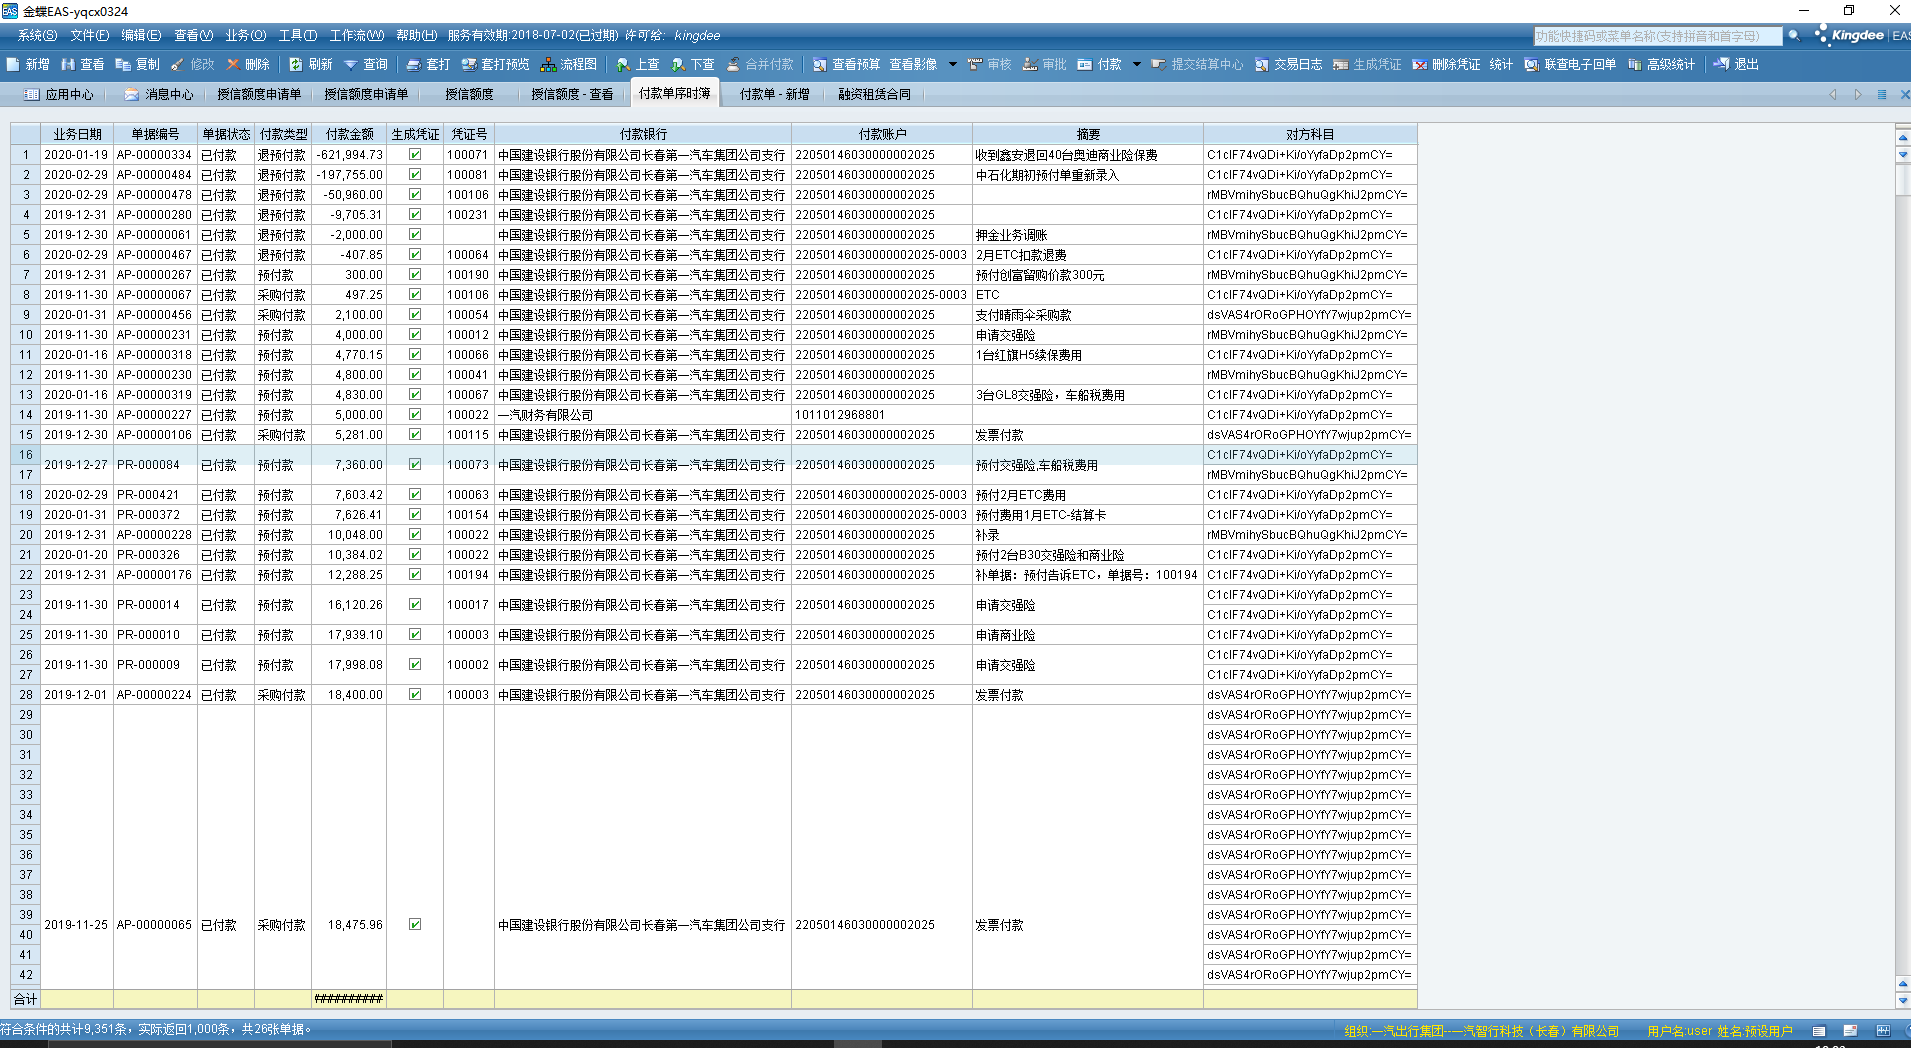 金蝶EAS-yqcx0324
系统(S) 文件(F) 编辑(E) 查看(V) 业务(O) 工具(T) 工作流(W) 帮助(H) 服务有效期:2018-07-02(已过期) 许可给: kingdee 功能快捷码或菜单名称(支持拼音和首字母) Kingdee EAS
新增 查看 复制 修改 删除 刷新 查询 套打 套打预览 流程图 上查 下查 合并付款 查看预算 查看影像 审核 审批 付款 提交结算中心 交易日志 生成凭证 删除凭证 统计 联查电子回单 高级统计 退出
应用中心 消息中心 授信额度申请单 授信额度申请单 授信额度 授信额度 - 查看 付款单序时簿 付款单 - 新增 融资租赁合同
业务日期 单据编号 单据状态 付款类型 付款金额 生成凭证 凭证号 付款银行 付款账户 摘要 对方科目
1 2020-01-19 AP-00000334 已付款 退预付款 -621,994.73 100071 中国建设银行股份有限公司长春第一汽车集团公司支行 22050146030000002025 收到鑫安退回40台奥迪商业险保费 C1cIF74vQDi+Ki/oYyfaDp2pmCY=
2 2020-02-29 AP-00000484 已付款 退预付款 -197,755.00 100081 中国建设银行股份有限公司长春第一汽车集团公司支行 22050146030000002025 中石化期初预付单重新录入 C1cIF74vQDi+Ki/oYyfaDp2pmCY=
3 2020-02-29 AP-00000478 已付款 退预付款 -50,960.00 100106 中国建设银行股份有限公司长春第一汽车集团公司支行 22050146030000002025 rMBVmihySbucBQhuQgKhiJ2pmCY=
4 2019-12-31 AP-00000280 已付款 退预付款 -9,705.31 100231 中国建设银行股份有限公司长春第一汽车集团公司支行 22050146030000002025 C1cIF74vQDi+Ki/oYyfaDp2pmCY=
5 2019-12-30 AP-00000061 已付款 退预付款 -2,000.00 中国建设银行股份有限公司长春第一汽车集团公司支行 22050146030000002025 押金业务调账 rMBVmihySbucBQhuQgKhiJ2pmCY=
6 2020-02-29 AP-00000467 已付款 退预付款 -407.85 100064 中国建设银行股份有限公司长春第一汽车集团公司支行 22050146030000002025-0003 2月ETC扣款退费 C1cIF74vQDi+Ki/oYyfaDp2pmCY=
7 2019-12-31 AP-00000267 已付款 预付款 300.00 100190 中国建设银行股份有限公司长春第一汽车集团公司支行 22050146030000002025 预付创富留购价款300元 rMBVmihySbucBQhuQgKhiJ2pmCY=
8 2019-11-30 AP-00000067 已付款 采购付款 497.25 100106 中国建设银行股份有限公司长春第一汽车集团公司支行 22050146030000002025-0003 ETC C1cIF74vQDi+Ki/oYyfaDp2pmCY=
9 2020-01-31 AP-00000456 已付款 采购付款 2,100.00 100054 中国建设银行股份有限公司长春第一汽车集团公司支行 22050146030000002025 支付晴雨伞采购款 dsVAS4rORoGPHOYfY7wjup2pmCY=
10 2019-11-30 AP-00000231 已付款 预付款 4,000.00 100012 中国建设银行股份有限公司长春第一汽车集团公司支行 22050146030000002025 申请交强险 rMBVmihySbucBQhuQgKhiJ2pmCY=
11 2020-01-16 AP-00000318 已付款 预付款 4,770.15 100066 中国建设银行股份有限公司长春第一汽车集团公司支行 22050146030000002025 1台红旗H5续保费用 C1cIF74vQDi+Ki/oYyfaDp2pmCY=
12 2019-11-30 AP-00000230 已付款 预付款 4,800.00 100041 中国建设银行股份有限公司长春第一汽车集团公司支行 22050146030000002025 rMBVmihySbucBQhuQgKhiJ2pmCY=
13 2020-01-16 AP-00000319 已付款 预付款 4,830.00 100067 中国建设银行股份有限公司长春第一汽车集团公司支行 22050146030000002025 3台GL8交强险，车船税费用 C1cIF74vQDi+Ki/oYyfaDp2pmCY=
14 2019-11-30 AP-00000227 已付款 预付款 5,000.00 100022 一汽财务有限公司 1011012968801 C1cIF74vQDi+Ki/oYyfaDp2pmCY=
15 2019-12-30 AP-00000106 已付款 采购付款 5,281.00 100115 中国建设银行股份有限公司长春第一汽车集团公司支行 22050146030000002025 发票付款 dsVAS4rORoGPHOYfY7wjup2pmCY=
16 C1cIF74vQDi+Ki/oYyfaDp2pmCY=
2019-12-27 PR-000084 已付款 预付款 7,360.00 100073 中国建设银行股份有限公司长春第一汽车集团公司支行 22050146030000002025 预付交强险,车船税费用
17 rMBVmihySbucBQhuQgKhiJ2pmCY=
18 2020-02-29 PR-000421 已付款 预付款 7,603.42 100063 中国建设银行股份有限公司长春第一汽车集团公司支行 22050146030000002025-0003 预付2月ETC费用 C1cIF74vQDi+Ki/oYyfaDp2pmCY=
19 2020-01-31 PR-000372 已付款 预付款 7,626.41 100154 中国建设银行股份有限公司长春第一汽车集团公司支行 22050146030000002025-0003 预付费用1月ETC-结算卡 C1cIF74vQDi+Ki/oYyfaDp2pmCY=
20 2019-12-31 AP-00000228 已付款 预付款 10,048.00 100022 中国建设银行股份有限公司长春第一汽车集团公司支行 22050146030000002025 补录 rMBVmihySbucBQhuQgKhiJ2pmCY=
21 2020-01-20 PR-000326 已付款 预付款 10,384.02 100022 中国建设银行股份有限公司长春第一汽车集团公司支行 22050146030000002025 预付2台B30交强险和商业险 C1cIF74vQDi+Ki/oYyfaDp2pmCY=
22 2019-12-31 AP-00000176 已付款 预付款 12,288.25 100194 中国建设银行股份有限公司长春第一汽车集团公司支行 22050146030000002025 补单据：预付告诉ETC，单据号：100194 C1cIF74vQDi+Ki/oYyfaDp2pmCY=
23 C1cIF74vQDi+Ki/oYyfaDp2pmCY=
2019-11-30 PR-000014 已付款 预付款 16,120.26 100017 中国建设银行股份有限公司长春第一汽车集团公司支行 22050146030000002025 申请交强险
24 C1cIF74vQDi+Ki/oYyfaDp2pmCY=
25 2019-11-30 PR-000010 已付款 预付款 17,939.10 100003 中国建设银行股份有限公司长春第一汽车集团公司支行 22050146030000002025 申请商业险 C1cIF74vQDi+Ki/oYyfaDp2pmCY=
26 C1cIF74vQDi+Ki/oYyfaDp2pmCY=
2019-11-30 PR-000009 已付款 预付款 17,998.08 100002 中国建设银行股份有限公司长春第一汽车集团公司支行 22050146030000002025 申请交强险
27 C1cIF74vQDi+Ki/oYyfaDp2pmCY=
28 2019-12-01 AP-00000224 已付款 采购付款 18,400.00 100003 中国建设银行股份有限公司长春第一汽车集团公司支行 22050146030000002025 发票付款 dsVAS4rORoGPHOYfY7wjup2pmCY=
29 dsVAS4rORoGPHOYfY7wjup2pmCY=
30 dsVAS4rORoGPHOYfY7wjup2pmCY=
31 dsVAS4rORoGPHOYfY7wjup2pmCY=
32 dsVAS4rORoGPHOYfY7wjup2pmCY=
33 dsVAS4rORoGPHOYfY7wjup2pmCY=
34 dsVAS4rORoGPHOYfY7wjup2pmCY=
35 dsVAS4rORoGPHOYfY7wjup2pmCY=
36 dsVAS4rORoGPHOYfY7wjup2pmCY=
37 dsVAS4rORoGPHOYfY7wjup2pmCY=
38 dsVAS4rORoGPHOYfY7wjup2pmCY=
39 dsVAS4rORoGPHOYfY7wjup2pmCY=
2019-11-25 AP-00000065 已付款 采购付款 18,475.96 中国建设银行股份有限公司长春第一汽车集团公司支行 22050146030000002025 发票付款
40 dsVAS4rORoGPHOYfY7wjup2pmCY=
41 dsVAS4rORoGPHOYfY7wjup2pmCY=
42 dsVAS4rORoGPHOYfY7wjup2pmCY=
合计 ##########
符合条件的共计9,351条，实际返回1,000条，共26张单据。 组织:一汽出行集团--一汽智行科技（长春）有限公司 用户名:user 姓名:预设用户